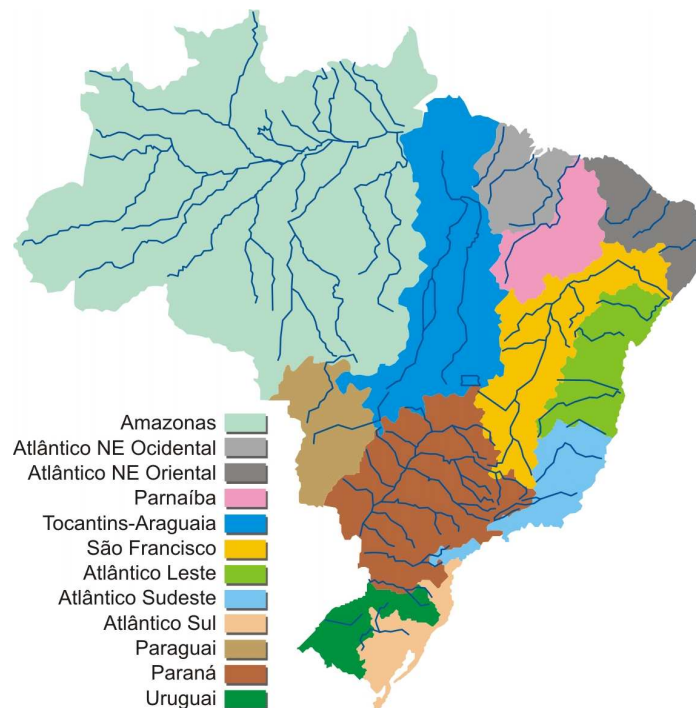 Amazonas
Atlântico NE Ocidental
Atlântico NE Oriental
Parnaíba
Tocantins-Araguaia
São Francisco
Atlântico Leste
Atlântico Sudeste
Atlântico Sul
Paraguai
Paraná
Uruguai